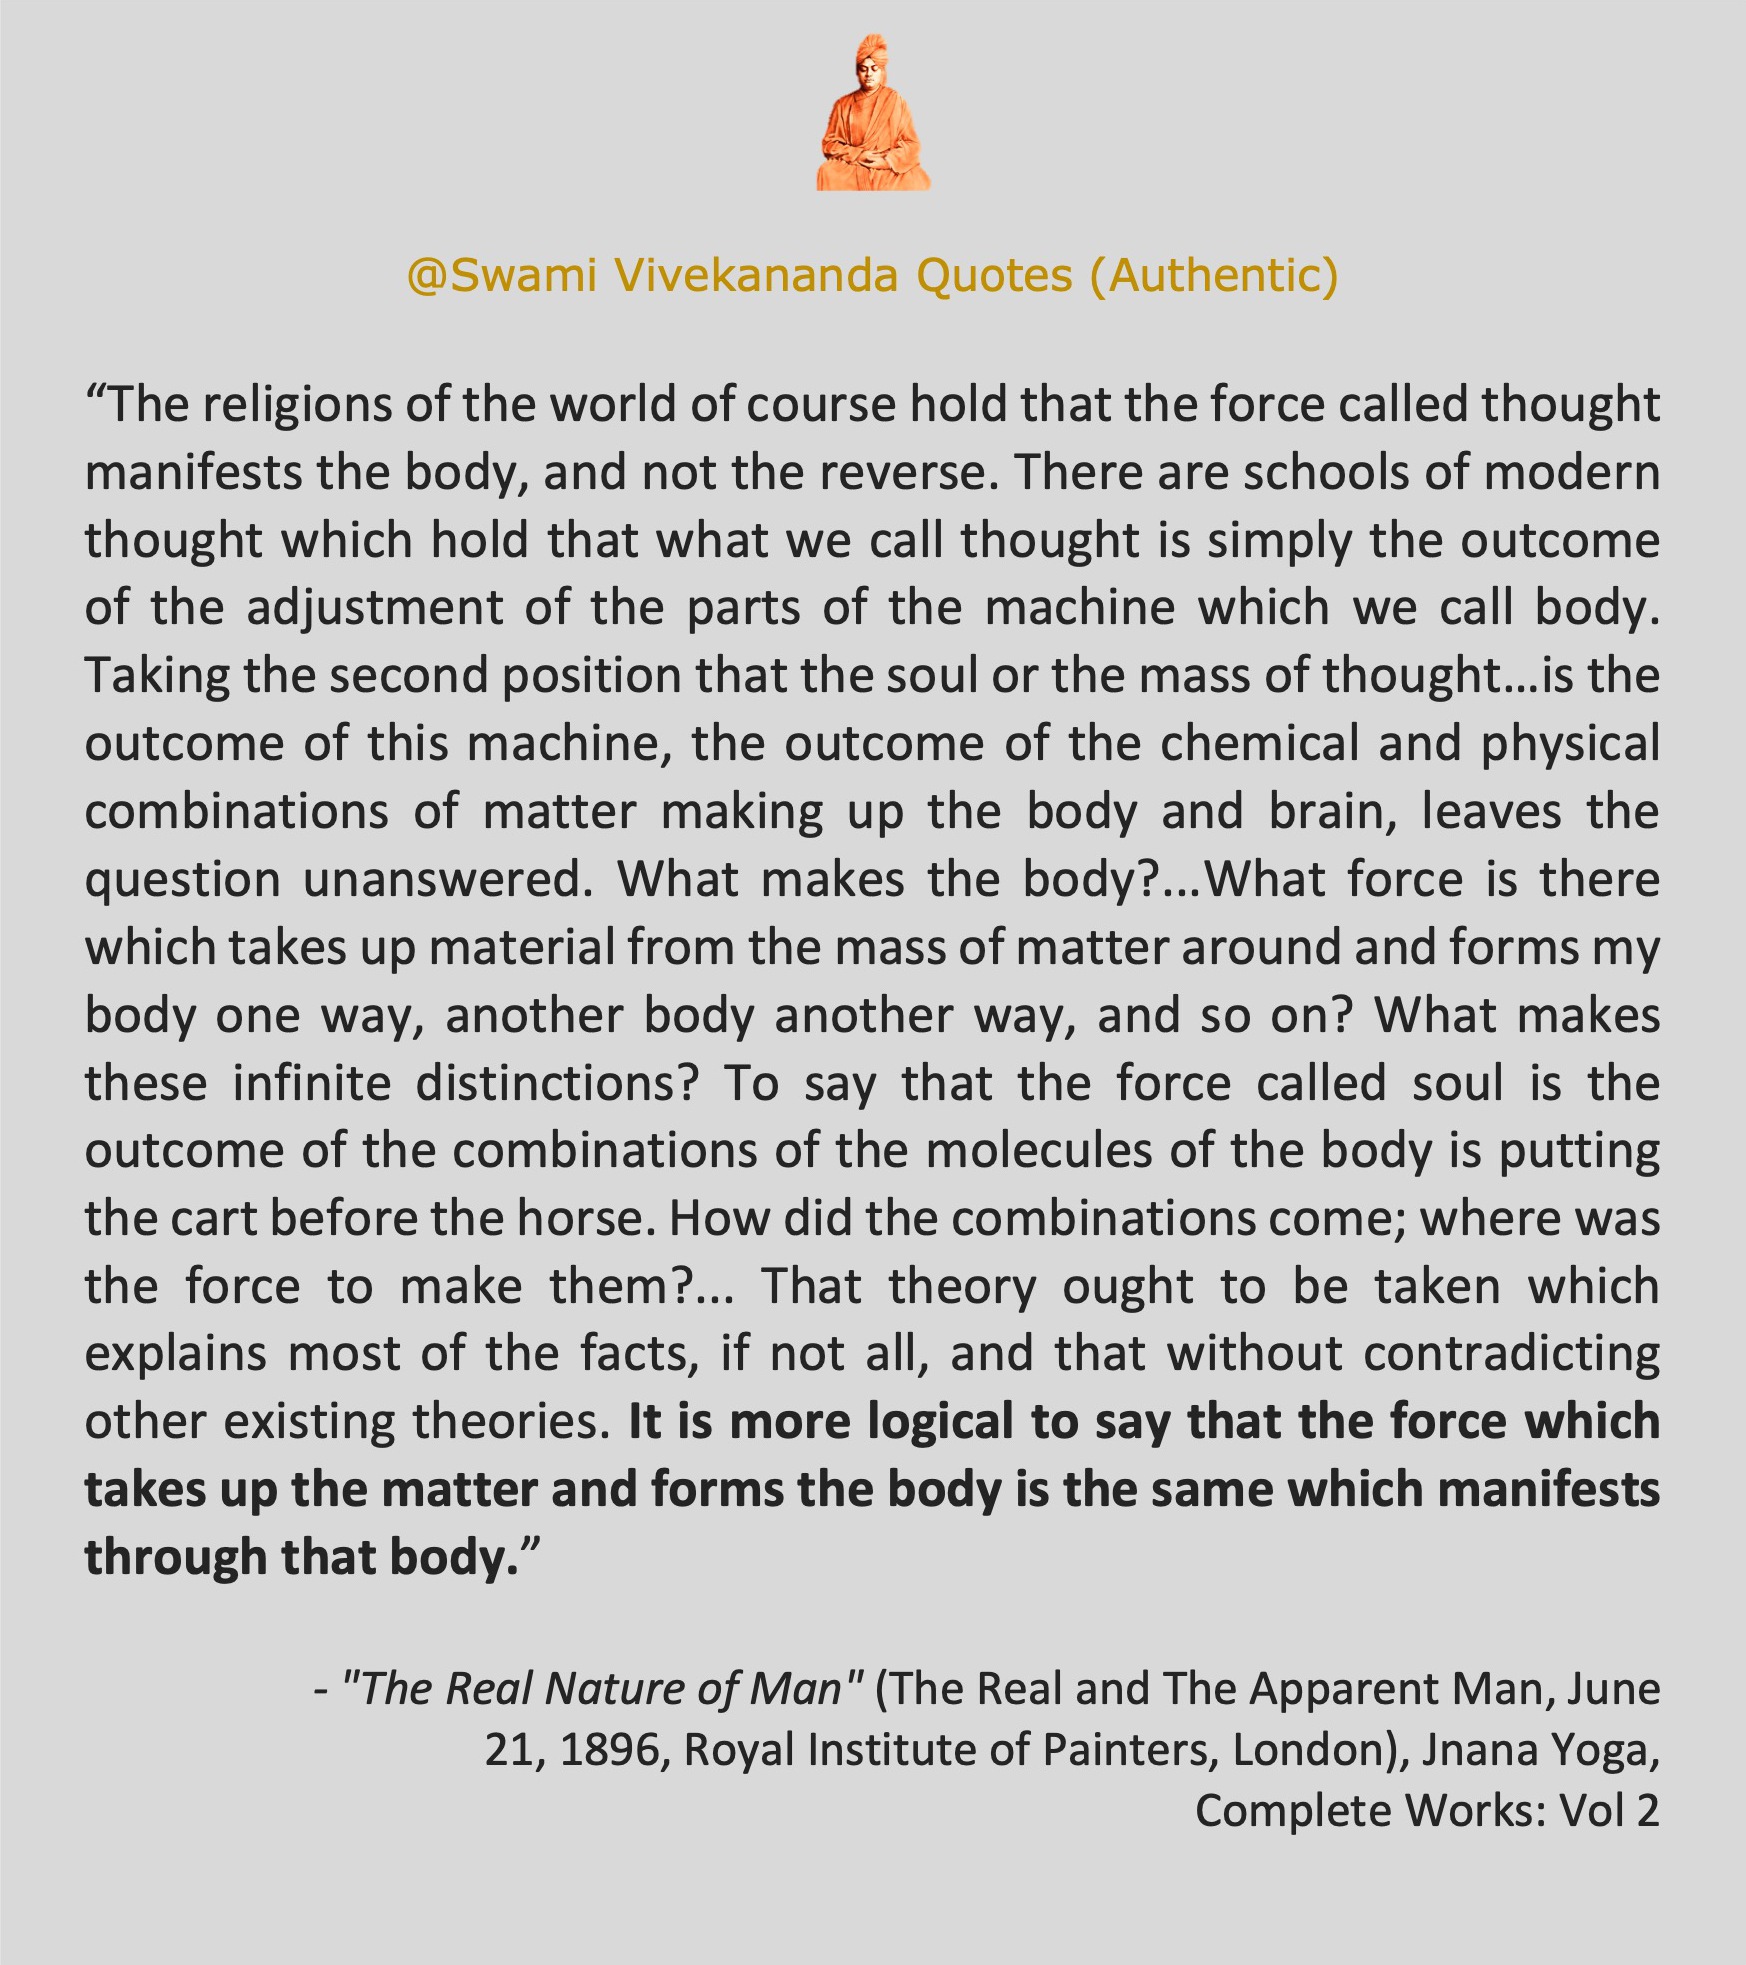 @Swami Vivekananda Quotes (Authentic)
“The religions of the world of course hold that the force called thought
manifests the body, and not the reverse. There are schools of modern
thought which hold that what we call thought is simply the outcome
of the adjustment of the parts of the machine which we call body.
Taking the second position that the soul or the mass of thought...is the
outcome of this machine, the outcome of the chemical and physical
combinations of matter making up the body and brain, leaves the
question unanswered. What makes the body?...What force is there
which takes up material from the mass of matter around and forms my
body one way, another body another way, and so on? What makes
these infinite distinctions? To say that the force called soul is the
outcome of the combinations of the molecules of the body is putting
the cart before the horse. How did the combinations come; where was
the force to make them?... That theory ought to be taken which
explains most of the facts, if not all, and that without contradicting
other existing theories. It is more logical to say that the force which
takes up the matter and forms the body is the same which manifests
through that body.”
- "The Real Nature of Man" (The Real and The Apparent Man, June
21, 1896, Royal Institute of Painters, London), Jnana Yoga,
Complete Works: Vol 2